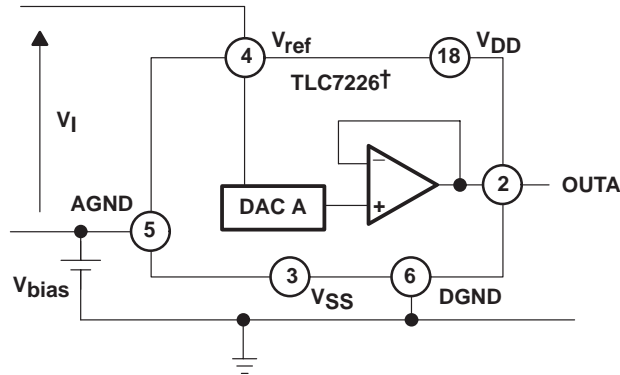 4
Vref
18
VDD
TLC7226†
VI
−
+
DAC A
2
OUTA
AGND
5
3
VSS
6
DGND
Vbias